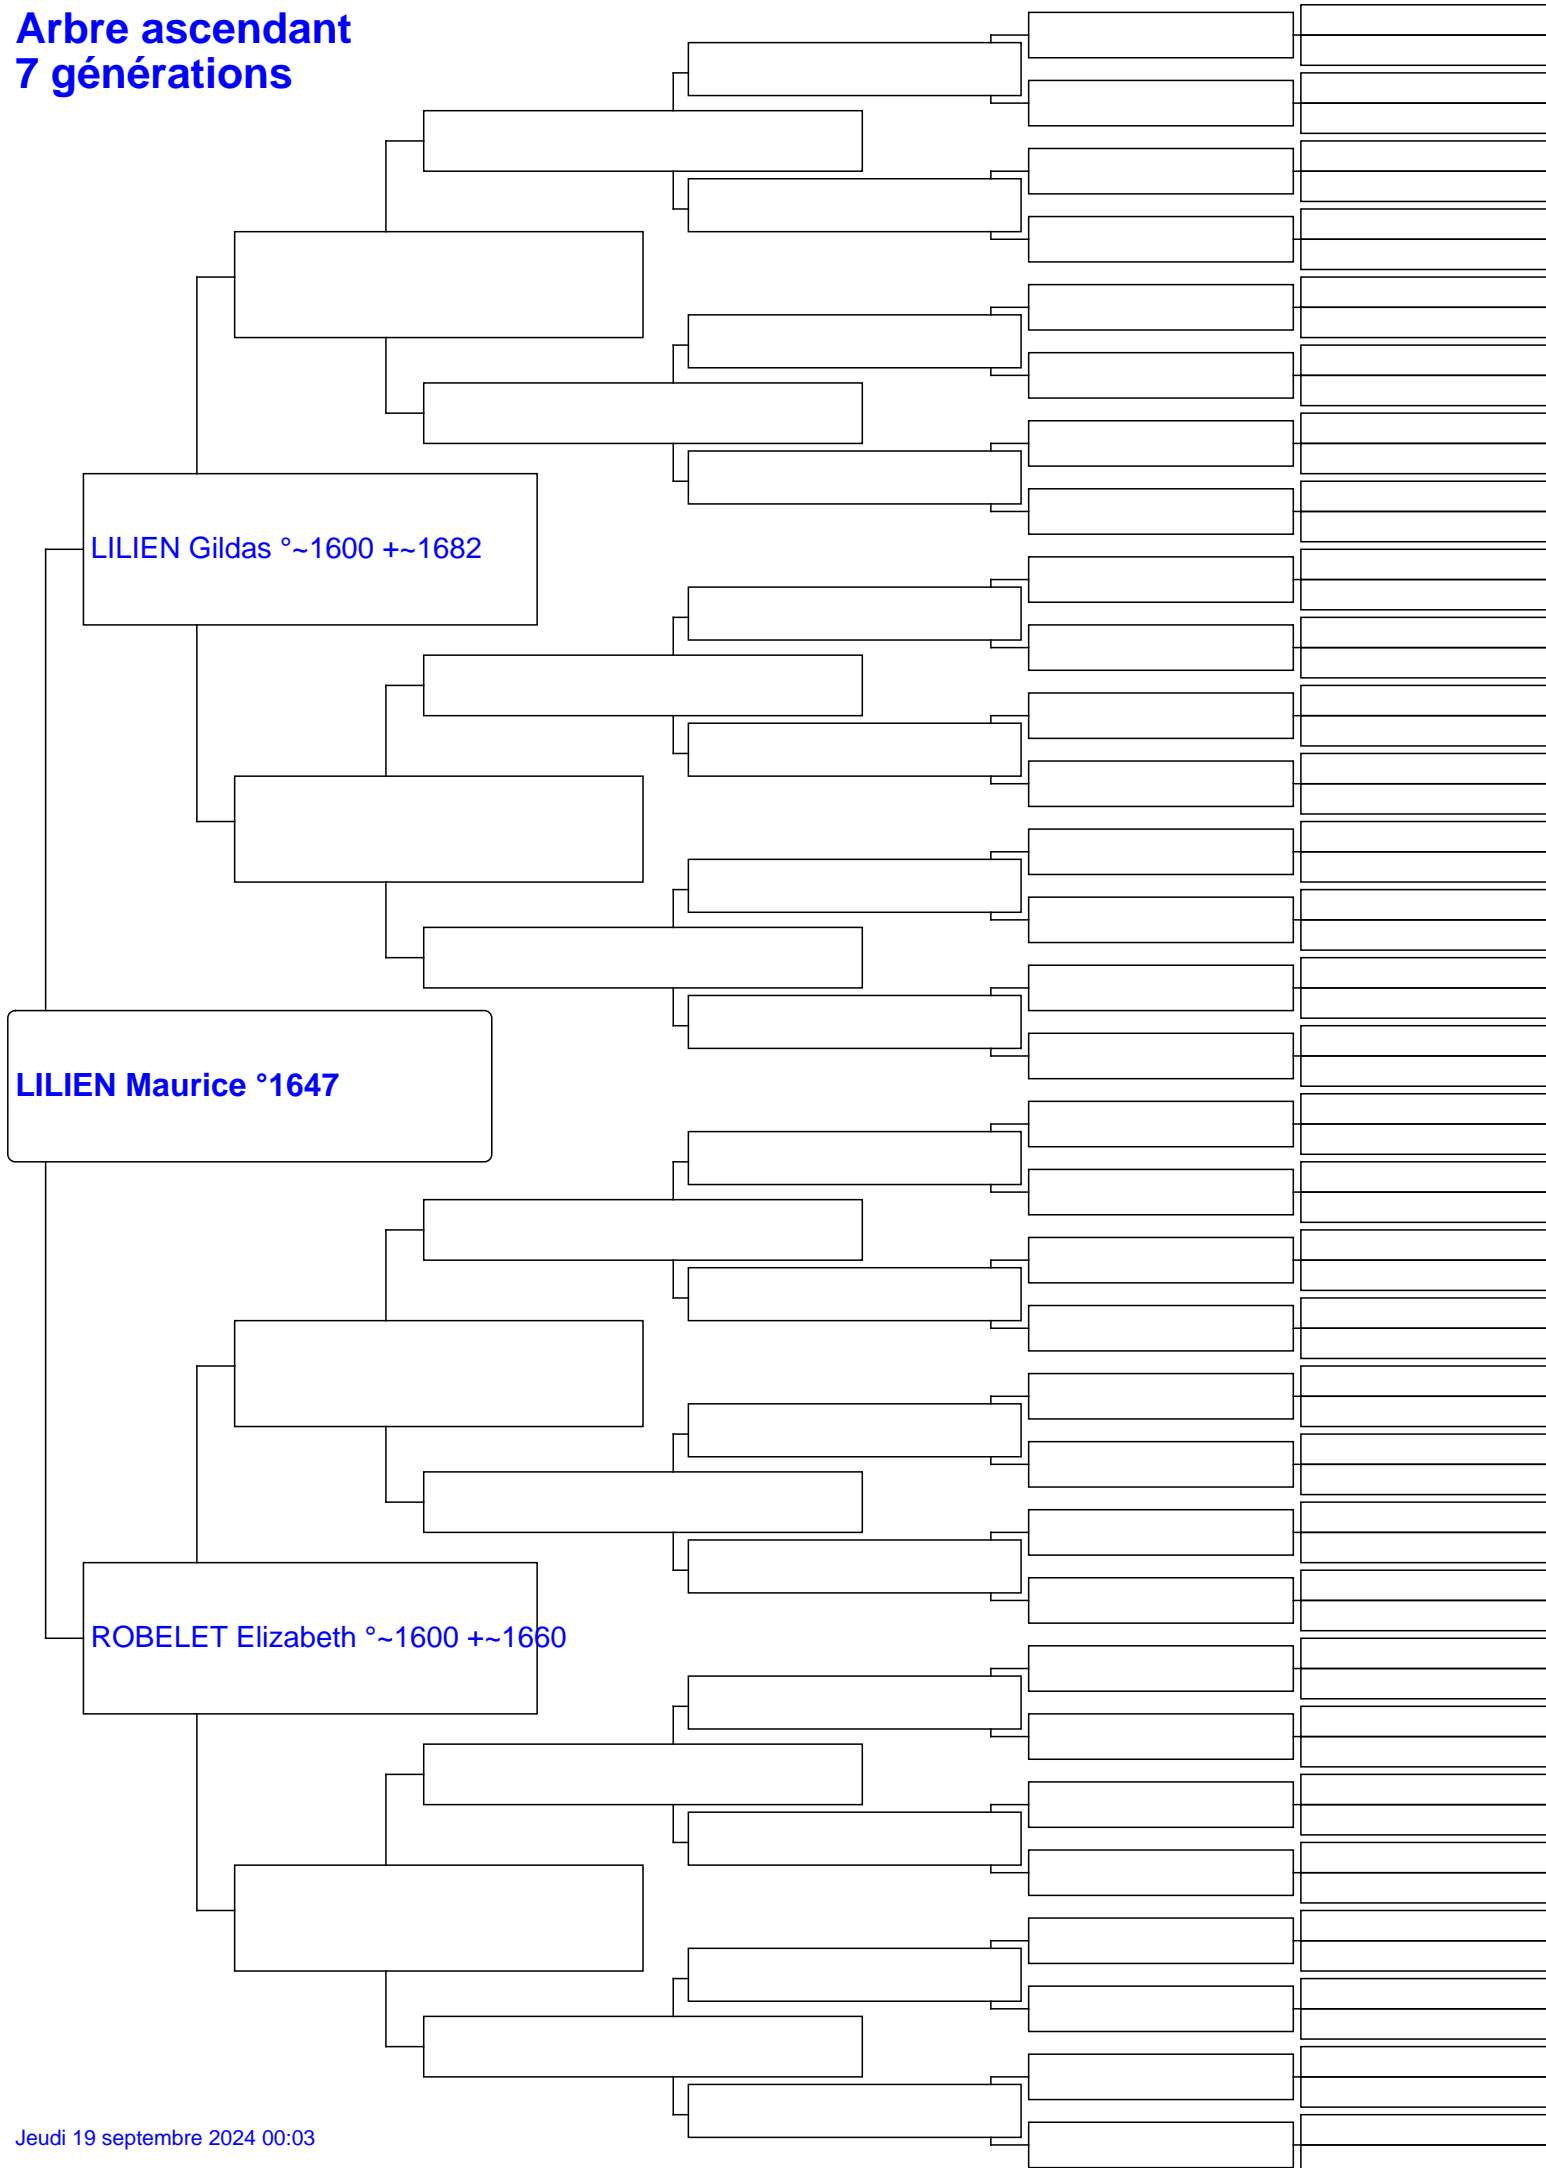 Arbre ascendant
7 générations
LILIEN Gildas °~1600 +~1682
LILIEN Maurice °1647
ROBELET Elizabeth °~1600 +~1660
Jeudi 19 septembre 2024 00:03